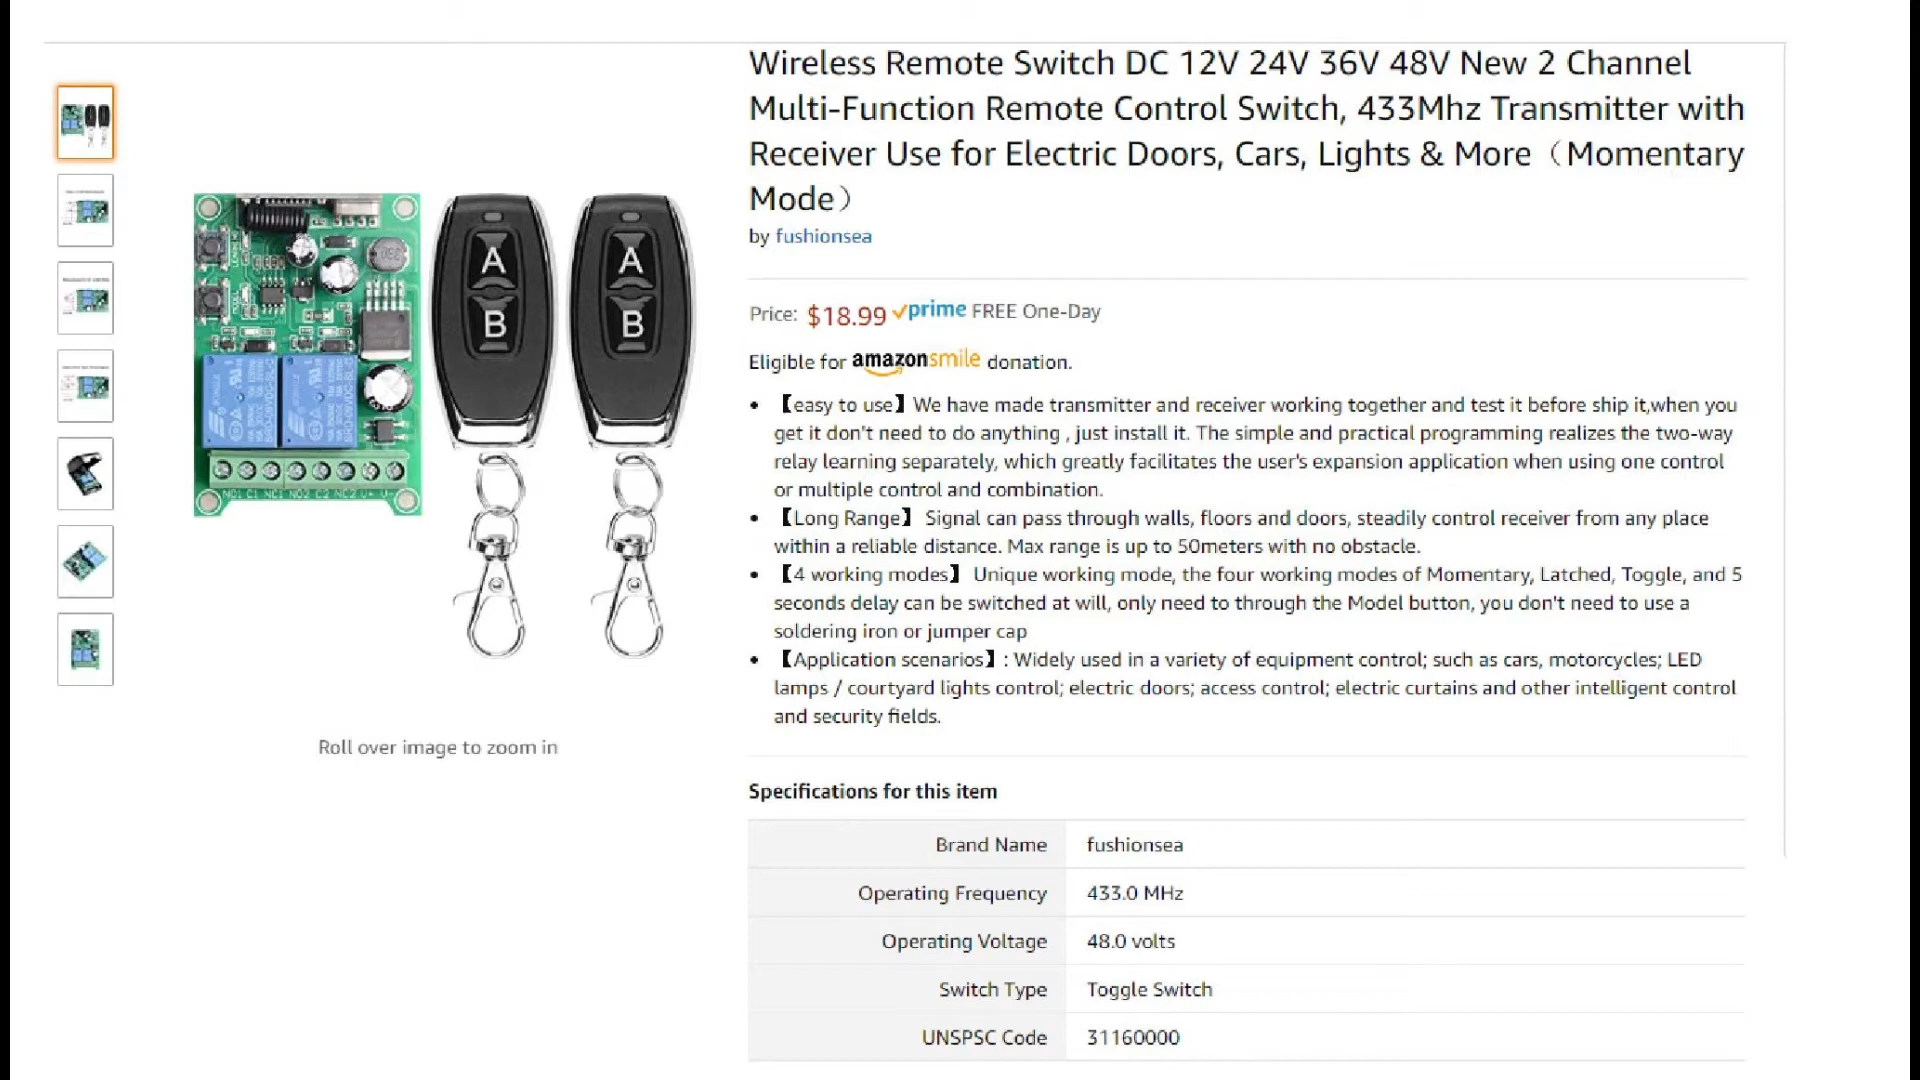 Wireless Remote Switch DC 12V 24V 36V 48V New 2 Channel
Multi-Function Remote Control Switch, 433Mhz Transmitter with
Receiver Use for Electric Doors, Cars, Lights & More（Momentary
Mode）
by fushionsea
Price: $18.99 prime FREE One-Day
Eligible for amazonsmile donation.
• 【easy to use】We have made transmitter and receiver working together and test it before ship it,when you
get it don't need to do anything , just install it. The simple and practical programming realizes the two-way
relay learning separately, which greatly facilitates the user's expansion application when using one control
or multiple control and combination.
• 【Long Range】 Signal can pass through walls, floors and doors, steadily control receiver from any place
within a reliable distance. Max range is up to 50meters with no obstacle.
• 【4 working modes】 Unique working mode, the four working modes of Momentary, Latched, Toggle, and 5
seconds delay can be switched at will, only need to through the Model button, you don't need to use a
soldering iron or jumper cap
• 【Application scenarios】: Widely used in a variety of equipment control; such as cars, motorcycles; LED
lamps / courtyard lights control; electric doors; access control; electric curtains and other intelligent control
and security fields.
A
B
A
B
NO1 C1 NC1 NO2 C2 NC2 V+ V-
Roll over image to zoom in
Specifications for this item
Brand Name fushionsea
Operating Frequency 433.0 MHz
Operating Voltage 48.0 volts
Switch Type Toggle Switch
UNSPSC Code 31160000